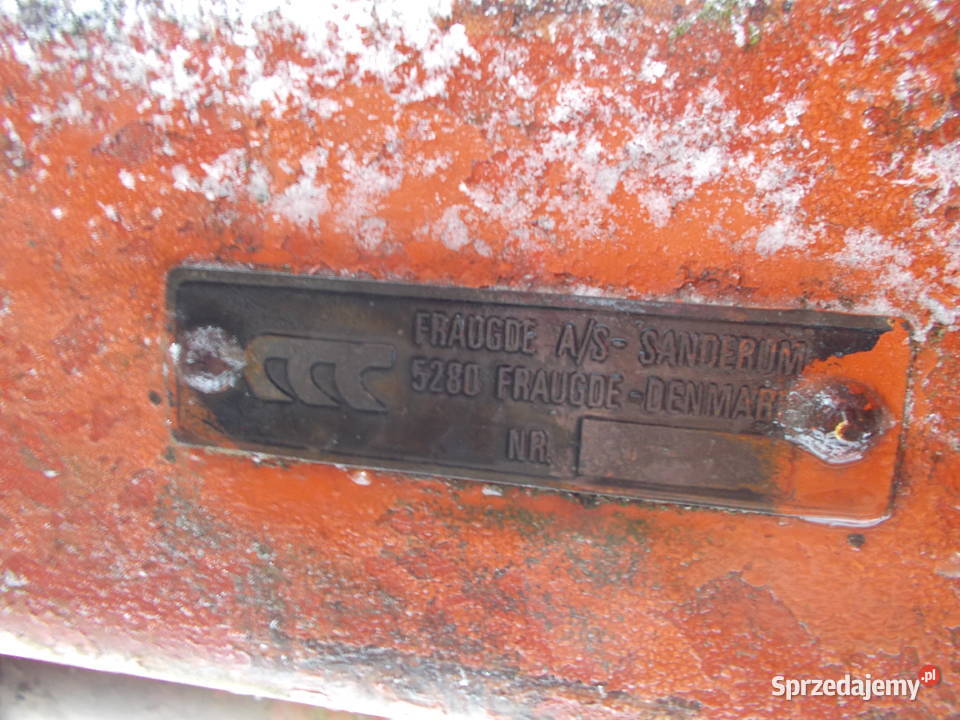 FRAUGDE A/S - SANDERUM
5280 FRAUGDE - DENMARK
NR.
Sprzedajemy.pl